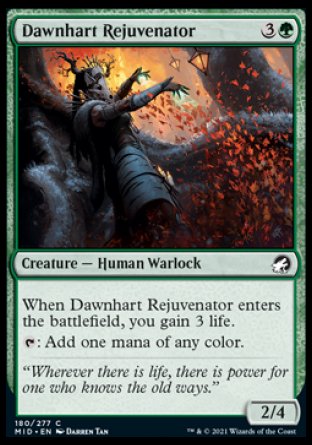 Dawnhart Rejuvenator 3
Creature — Human Warlock
When Dawnhart Rejuvenator enters
the battlefield, you gain 3 life.
: Add one mana of any color.
“Wherever there is life, there is power for
one who knows the old ways.”
2/4
180/277 C
MID • EN Darren Tan
™ & © 2021 Wizards of the Coast